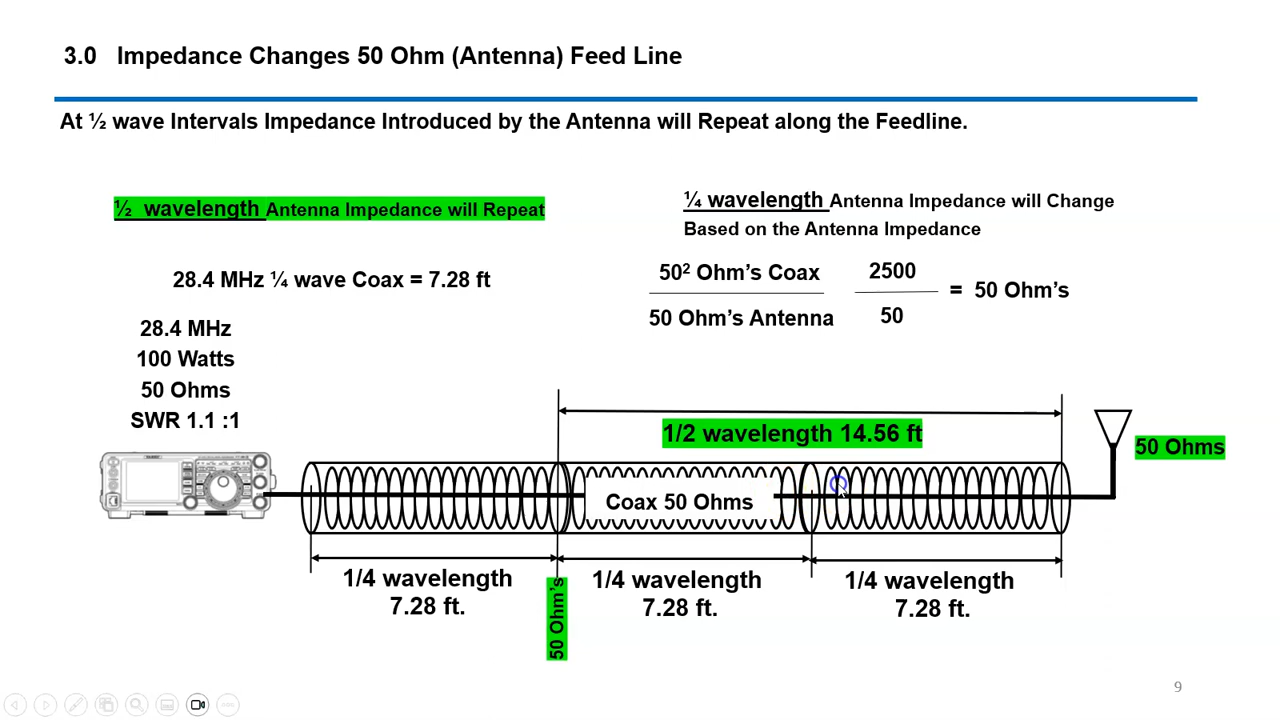 3.0 Impedance Changes 50 Ohm (Antenna) Feed Line
At ½ wave Intervals Impedance Introduced by the Antenna will Repeat along the Feedline.
½ wavelength Antenna Impedance will Repeat
28.4 MHz ¼ wave Coax = 7.28 ft
28.4 MHz
100 Watts
50 Ohms
SWR 1.1 :1
¼ wavelength Antenna Impedance will Change
Based on the Antenna Impedance
50² Ohm’s Coax
50 Ohm’s Antenna
2500
50
= 50 Ohm’s
1/2 wavelength 14.56 ft
50 Ohms
Coax 50 Ohms
1/4 wavelength
7.28 ft.
50 Ohm’s
1/4 wavelength
7.28 ft.
1/4 wavelength
7.28 ft.
9